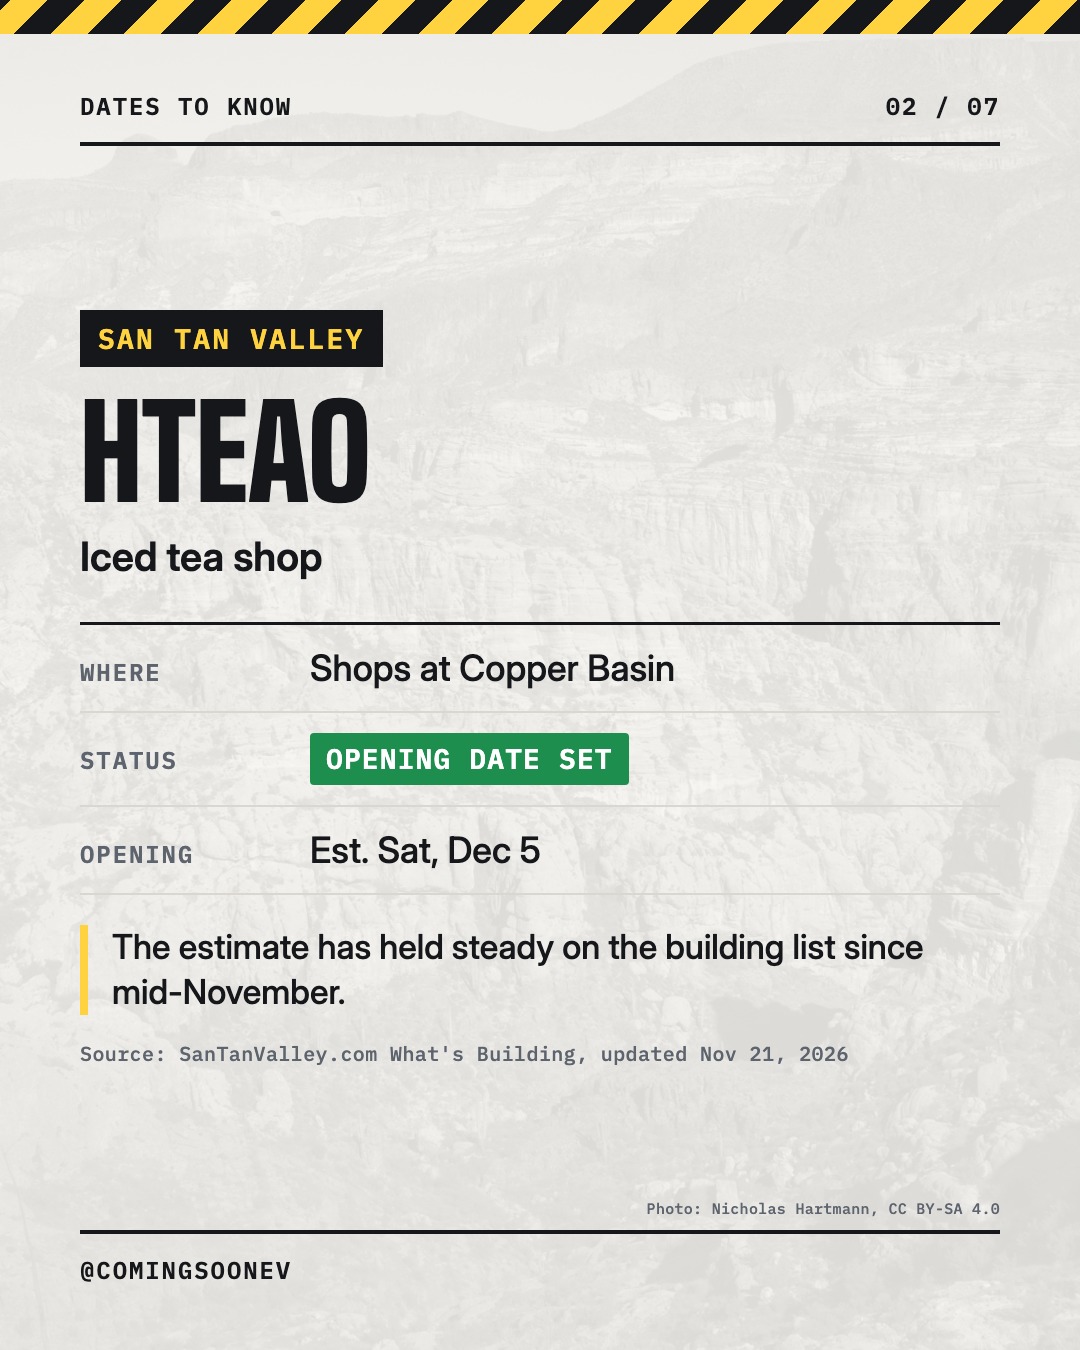 DATES TO KNOW
02 / 07
SAN TAN VALLEY
HTEAO
Iced tea shop
WHERE
Shops at Copper Basin
STATUS
OPENING DATE SET
OPENING
Est. Sat, Dec 5
The estimate has held steady on the building list since
mid-November.
Source: SanTanValley.com What's Building, updated Nov 21, 2026
Photo: Nicholas Hartmann, CC BY-SA 4.0
@COMINGSOONEV